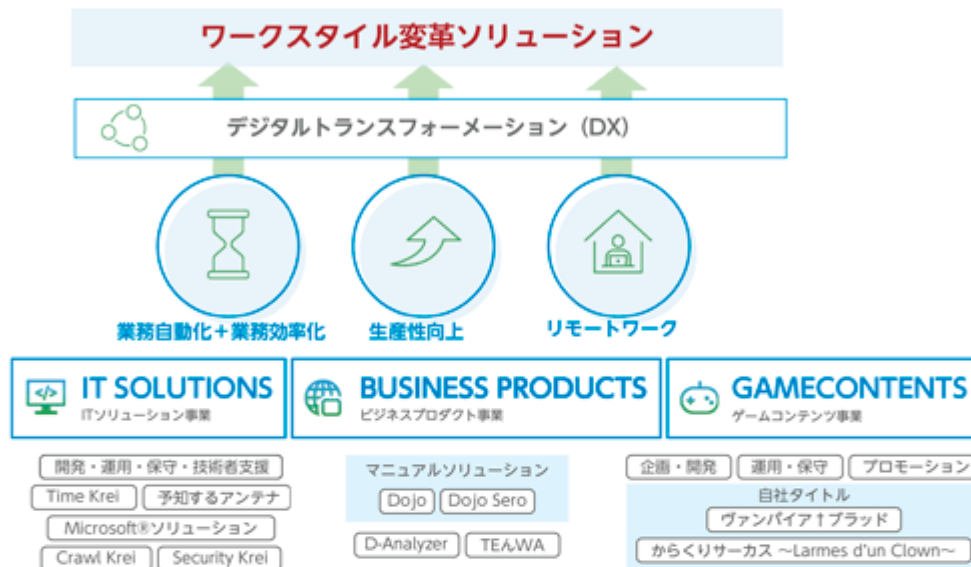 ワークスタイル変革ソリューション
デジタルトランスフォーメーション（DX）
業務自動化＋業務効率化
生産性向上
リモートワーク
</>
IT SOLUTIONS
ITソリューション事業
BUSINESS PRODUCTS
ビジネスプロダクト事業
GAMECONTENTS
ゲームコンテンツ事業
開発・運用・保守・技術者支援
Time Krei 予知するアンテナ
Microsoft®ソリューション
Crawl Krei Security Krei
マニュアルソリューション
Dojo Dojo Sero
D-Analyzer TEんWA
企画・開発 運用・保守 プロモーション
自社タイトル
ヴァンパイア†ブラッド
からくりサーカス ～Larmes d'un Clown～